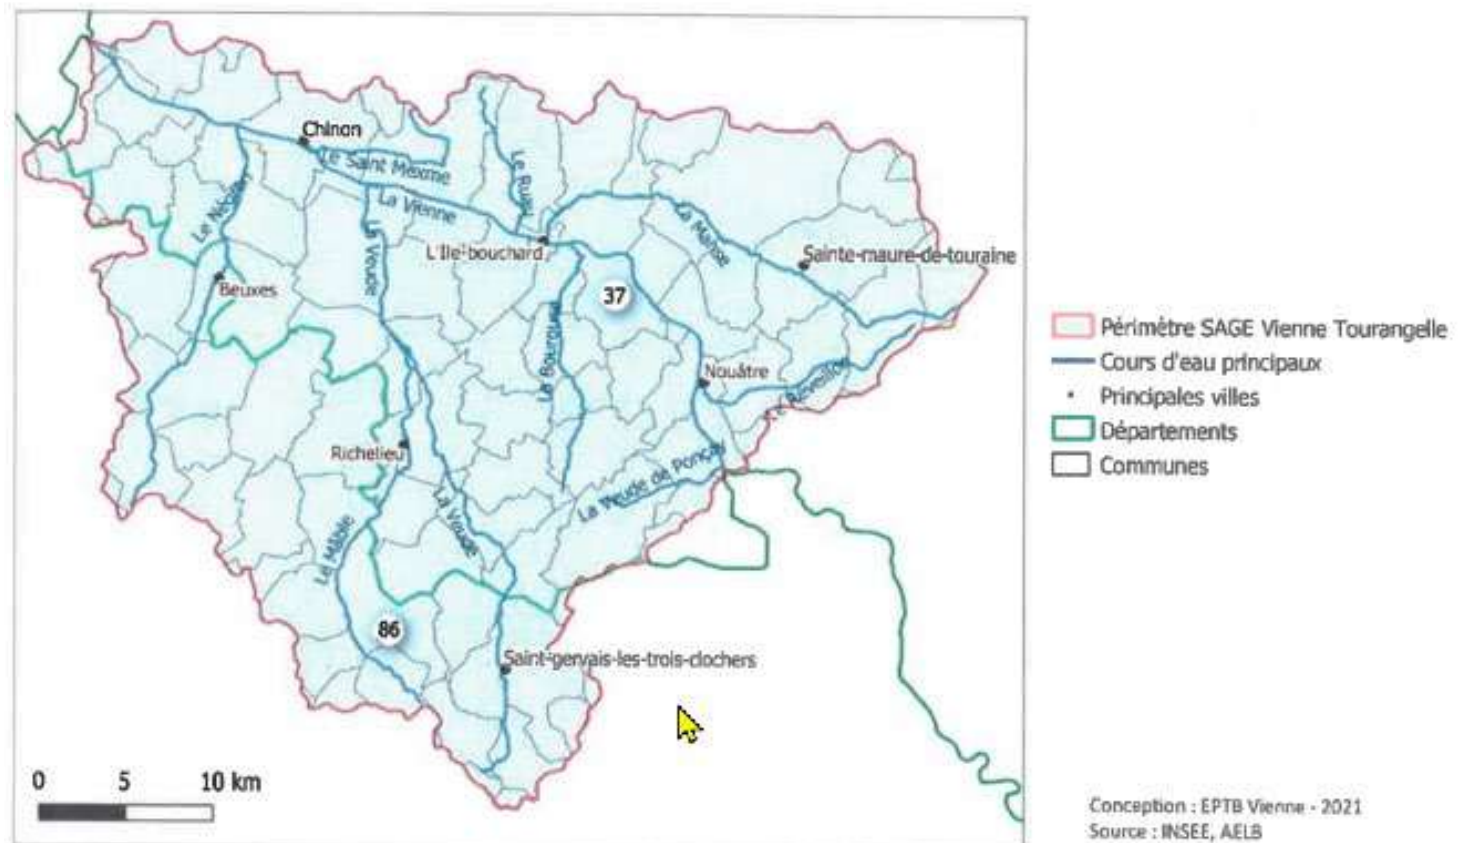 Chinon
Le Saint Mexme
La Vienne
Le Ruau
Le Négron
La Veude
L'Ile-bouchard
La Manse
Sainte-maure-de-touraine
Beuxes
37
Le Bourouse
Nouâtre
Le Réveillon
Richelieu
La Veude de Ponçay
La Veude
Le Mâble
86
Saint-gervais-les-trois-clochers
0 5 10 km
Périmètre SAGE Vienne Tourangelle
Cours d'eau principaux
Principales villes
Départements
Communes
Conception : EPTB Vienne - 2021
Source : INSEE, AELB